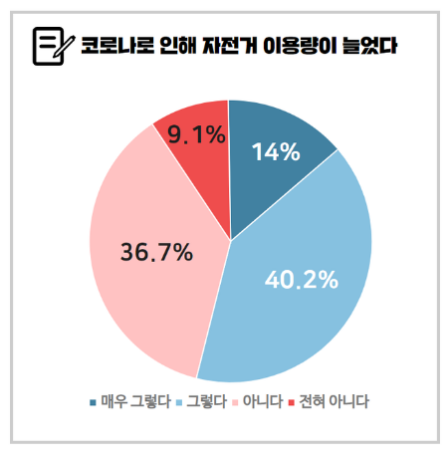 코로나로 인해 자전거 이용량이 늘었다
9.1%
14%
36.7%
40.2%
매우 그렇다 그렇다 아니다 전혀 아니다